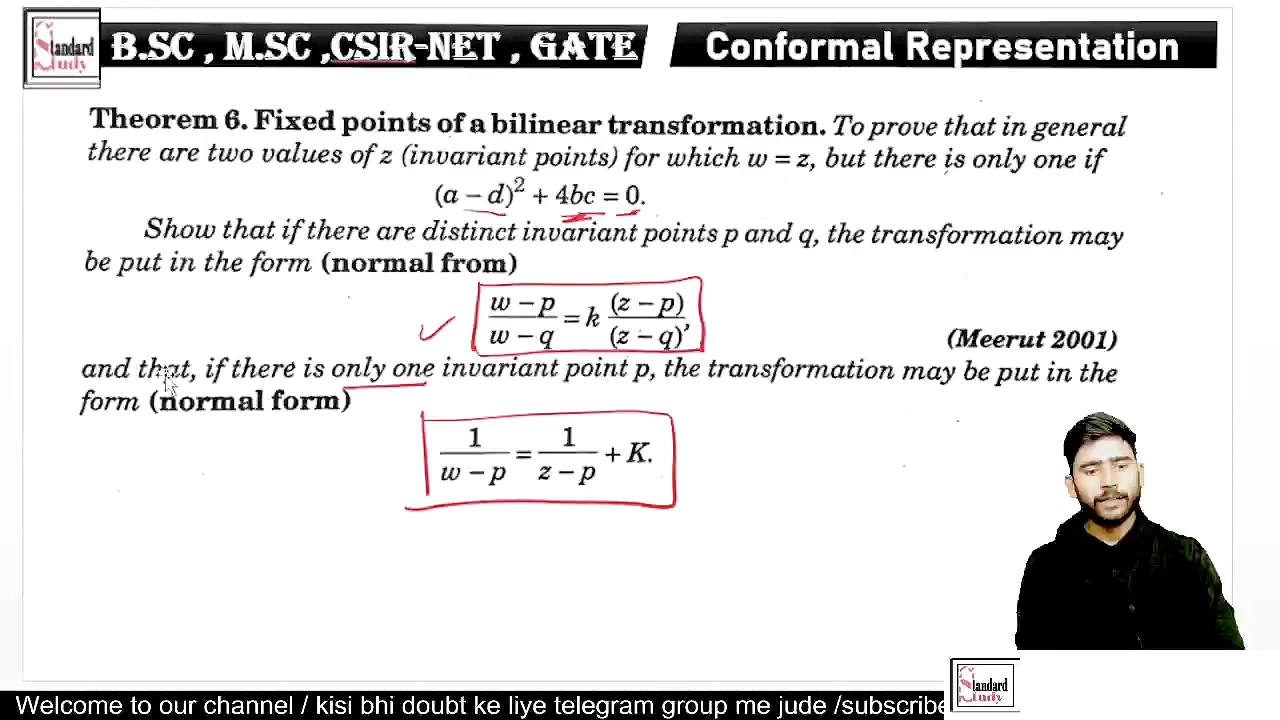 Standard Study
B.SC , M.SC ,CSIR-NET , GATE
Conformal Representation
Theorem 6. Fixed points of a bilinear transformation. To prove that in general
there are two values of z (invariant points) for which w = z, but there is only one if
(a − d)² + 4bc = 0.
Show that if there are distinct invariant points p and q, the transformation may
be put in the form (normal from)
(w − p)/(w − q) = k (z − p)/(z − q),
(Meerut 2001)
and that, if there is only one invariant point p, the transformation may be put in the
form (normal form)
1/(w − p) = 1/(z − p) + K.
Standard Study
Welcome to our channel / kisi bhi doubt ke liye telegram group me jude /subscribe